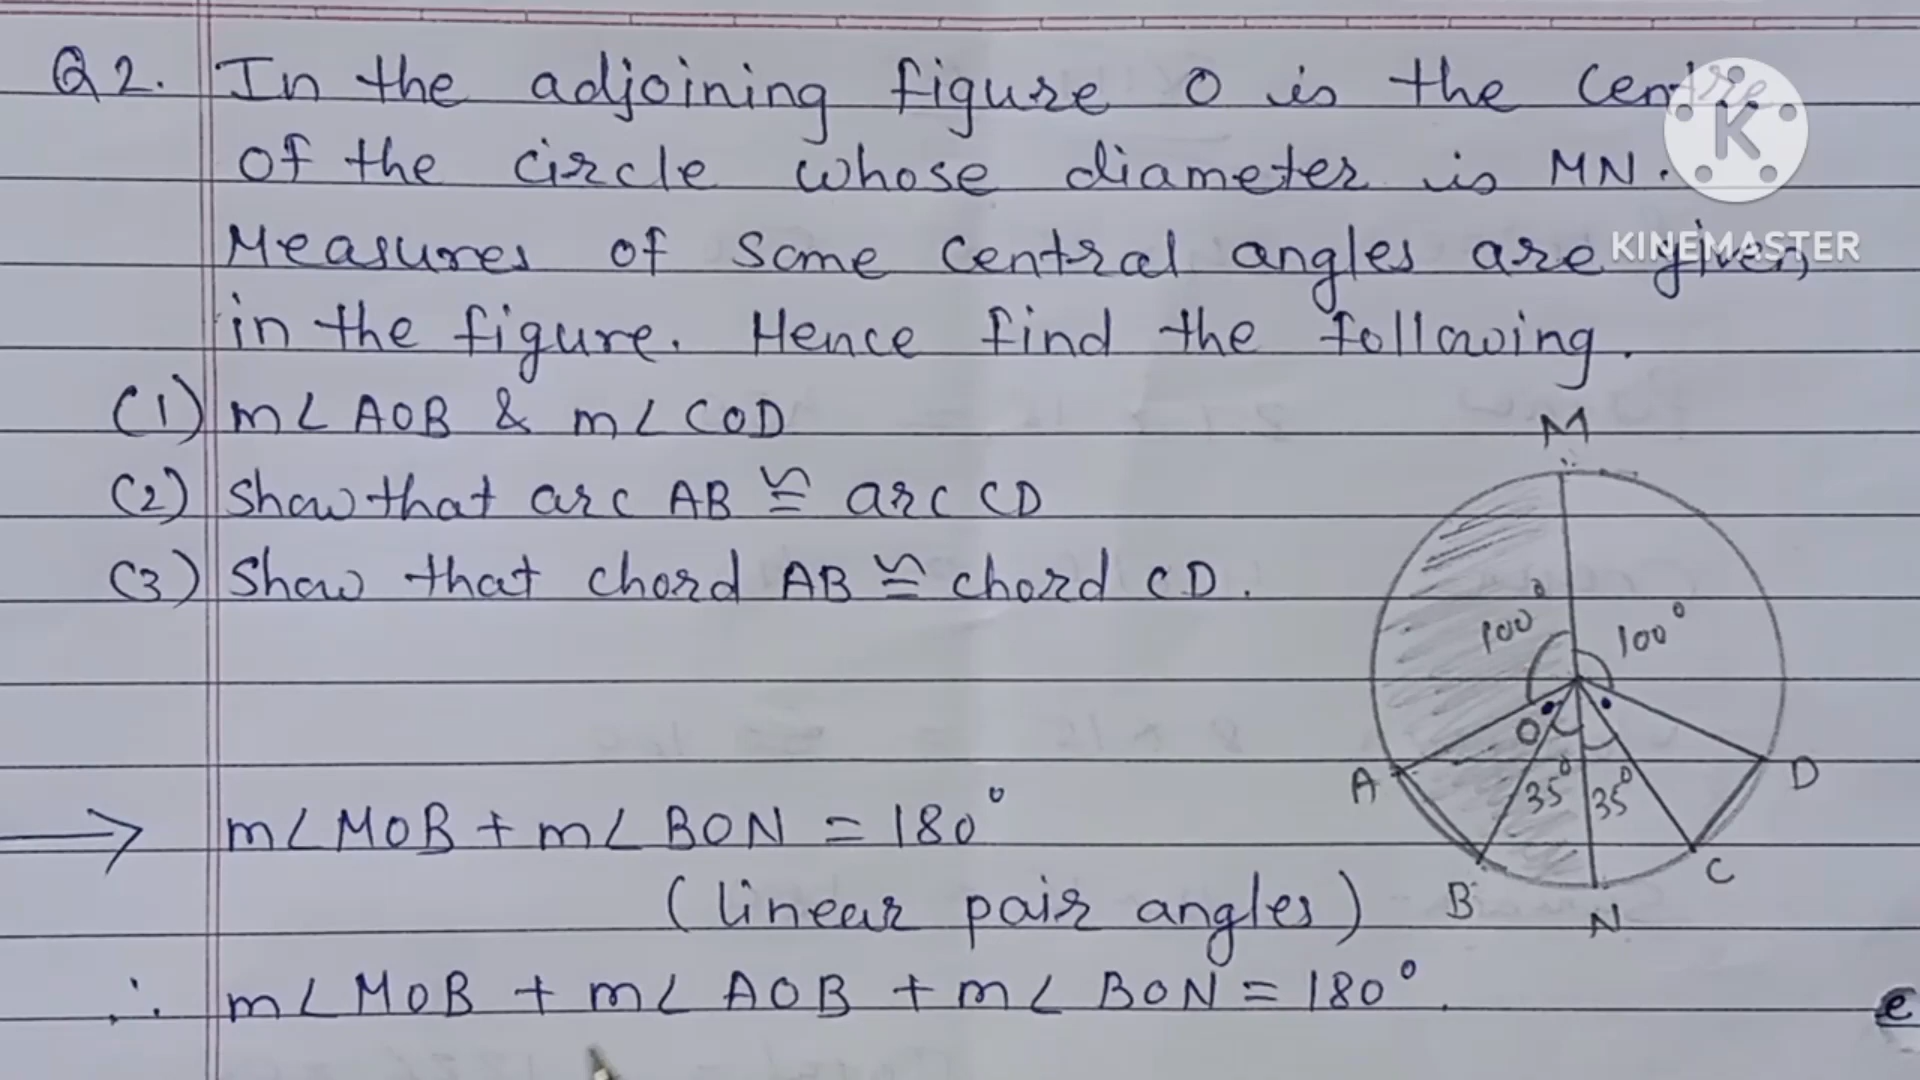 Q2. In the adjoining figure O is the centre
of the circle whose diameter is MN.
Measures of some central angles are given
in the figure. Hence find the following.
(1) m∠AOB & m∠COD
(2) Show that arc AB ≅ arc CD
(3) Show that chord AB ≅ chord CD.
K
KINEMASTER
M
100° 100°
O
A D
35° 35°
B C
N
⟶ m∠MOB + m∠BON = 180°
(linear pair angles)
∴ m∠MOB + m∠AOB + m∠BON = 180°.
e